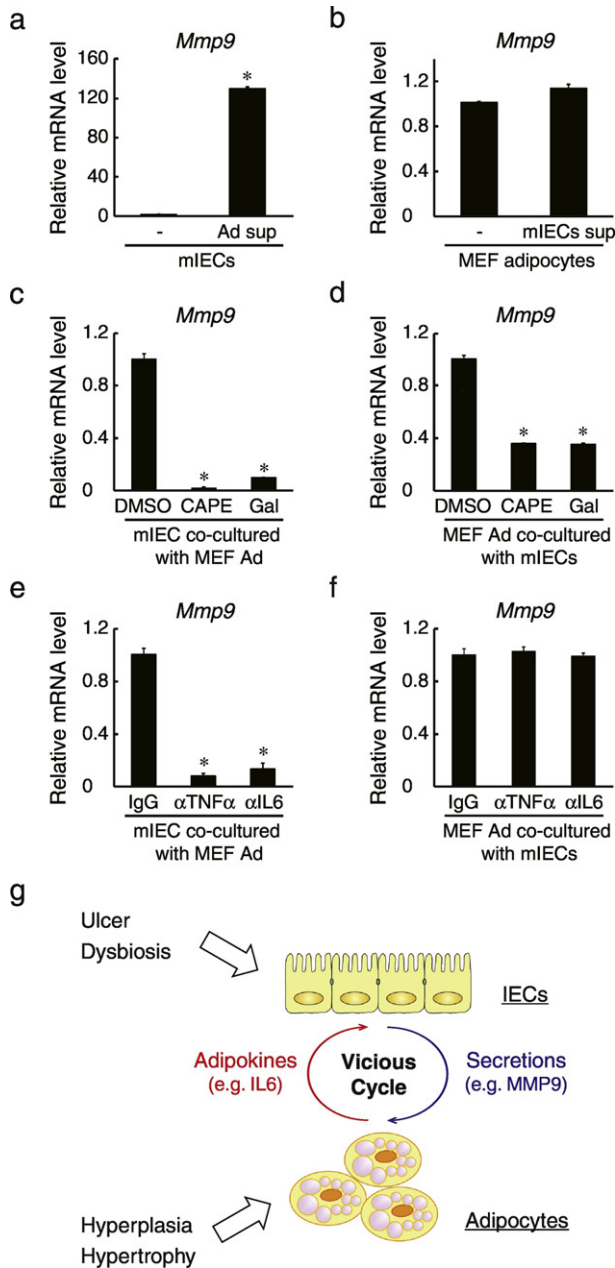 a
Mmp9
Relative mRNA level
160
120
80
40
0
*
- Ad sup
mIECs
b
Mmp9
Relative mRNA level
1.2
0.8
0.4
0
- mIECs sup
MEF adipocytes
c
Mmp9
Relative mRNA level
1.2
0.8
0.4
0
* *
DMSO CAPE Gal
mIEC co-cultured
with MEF Ad
d
Mmp9
Relative mRNA level
1.2
0.8
0.4
0
* *
DMSO CAPE Gal
MEF Ad co-cultured
with mIECs
e
Mmp9
Relative mRNA level
1.2
0.8
0.4
0
* *
IgG αTNFα αIL6
mIEC co-cultured
with MEF Ad
f
Mmp9
Relative mRNA level
1.2
0.8
0.4
0
IgG αTNFα αIL6
MEF Ad co-cultured
with mIECs
g
Ulcer
Dysbiosis
IECs
Adipokines
(e.g. IL6)
Vicious
Cycle
Secretions
(e.g. MMP9)
Hyperplasia
Hypertrophy
Adipocytes